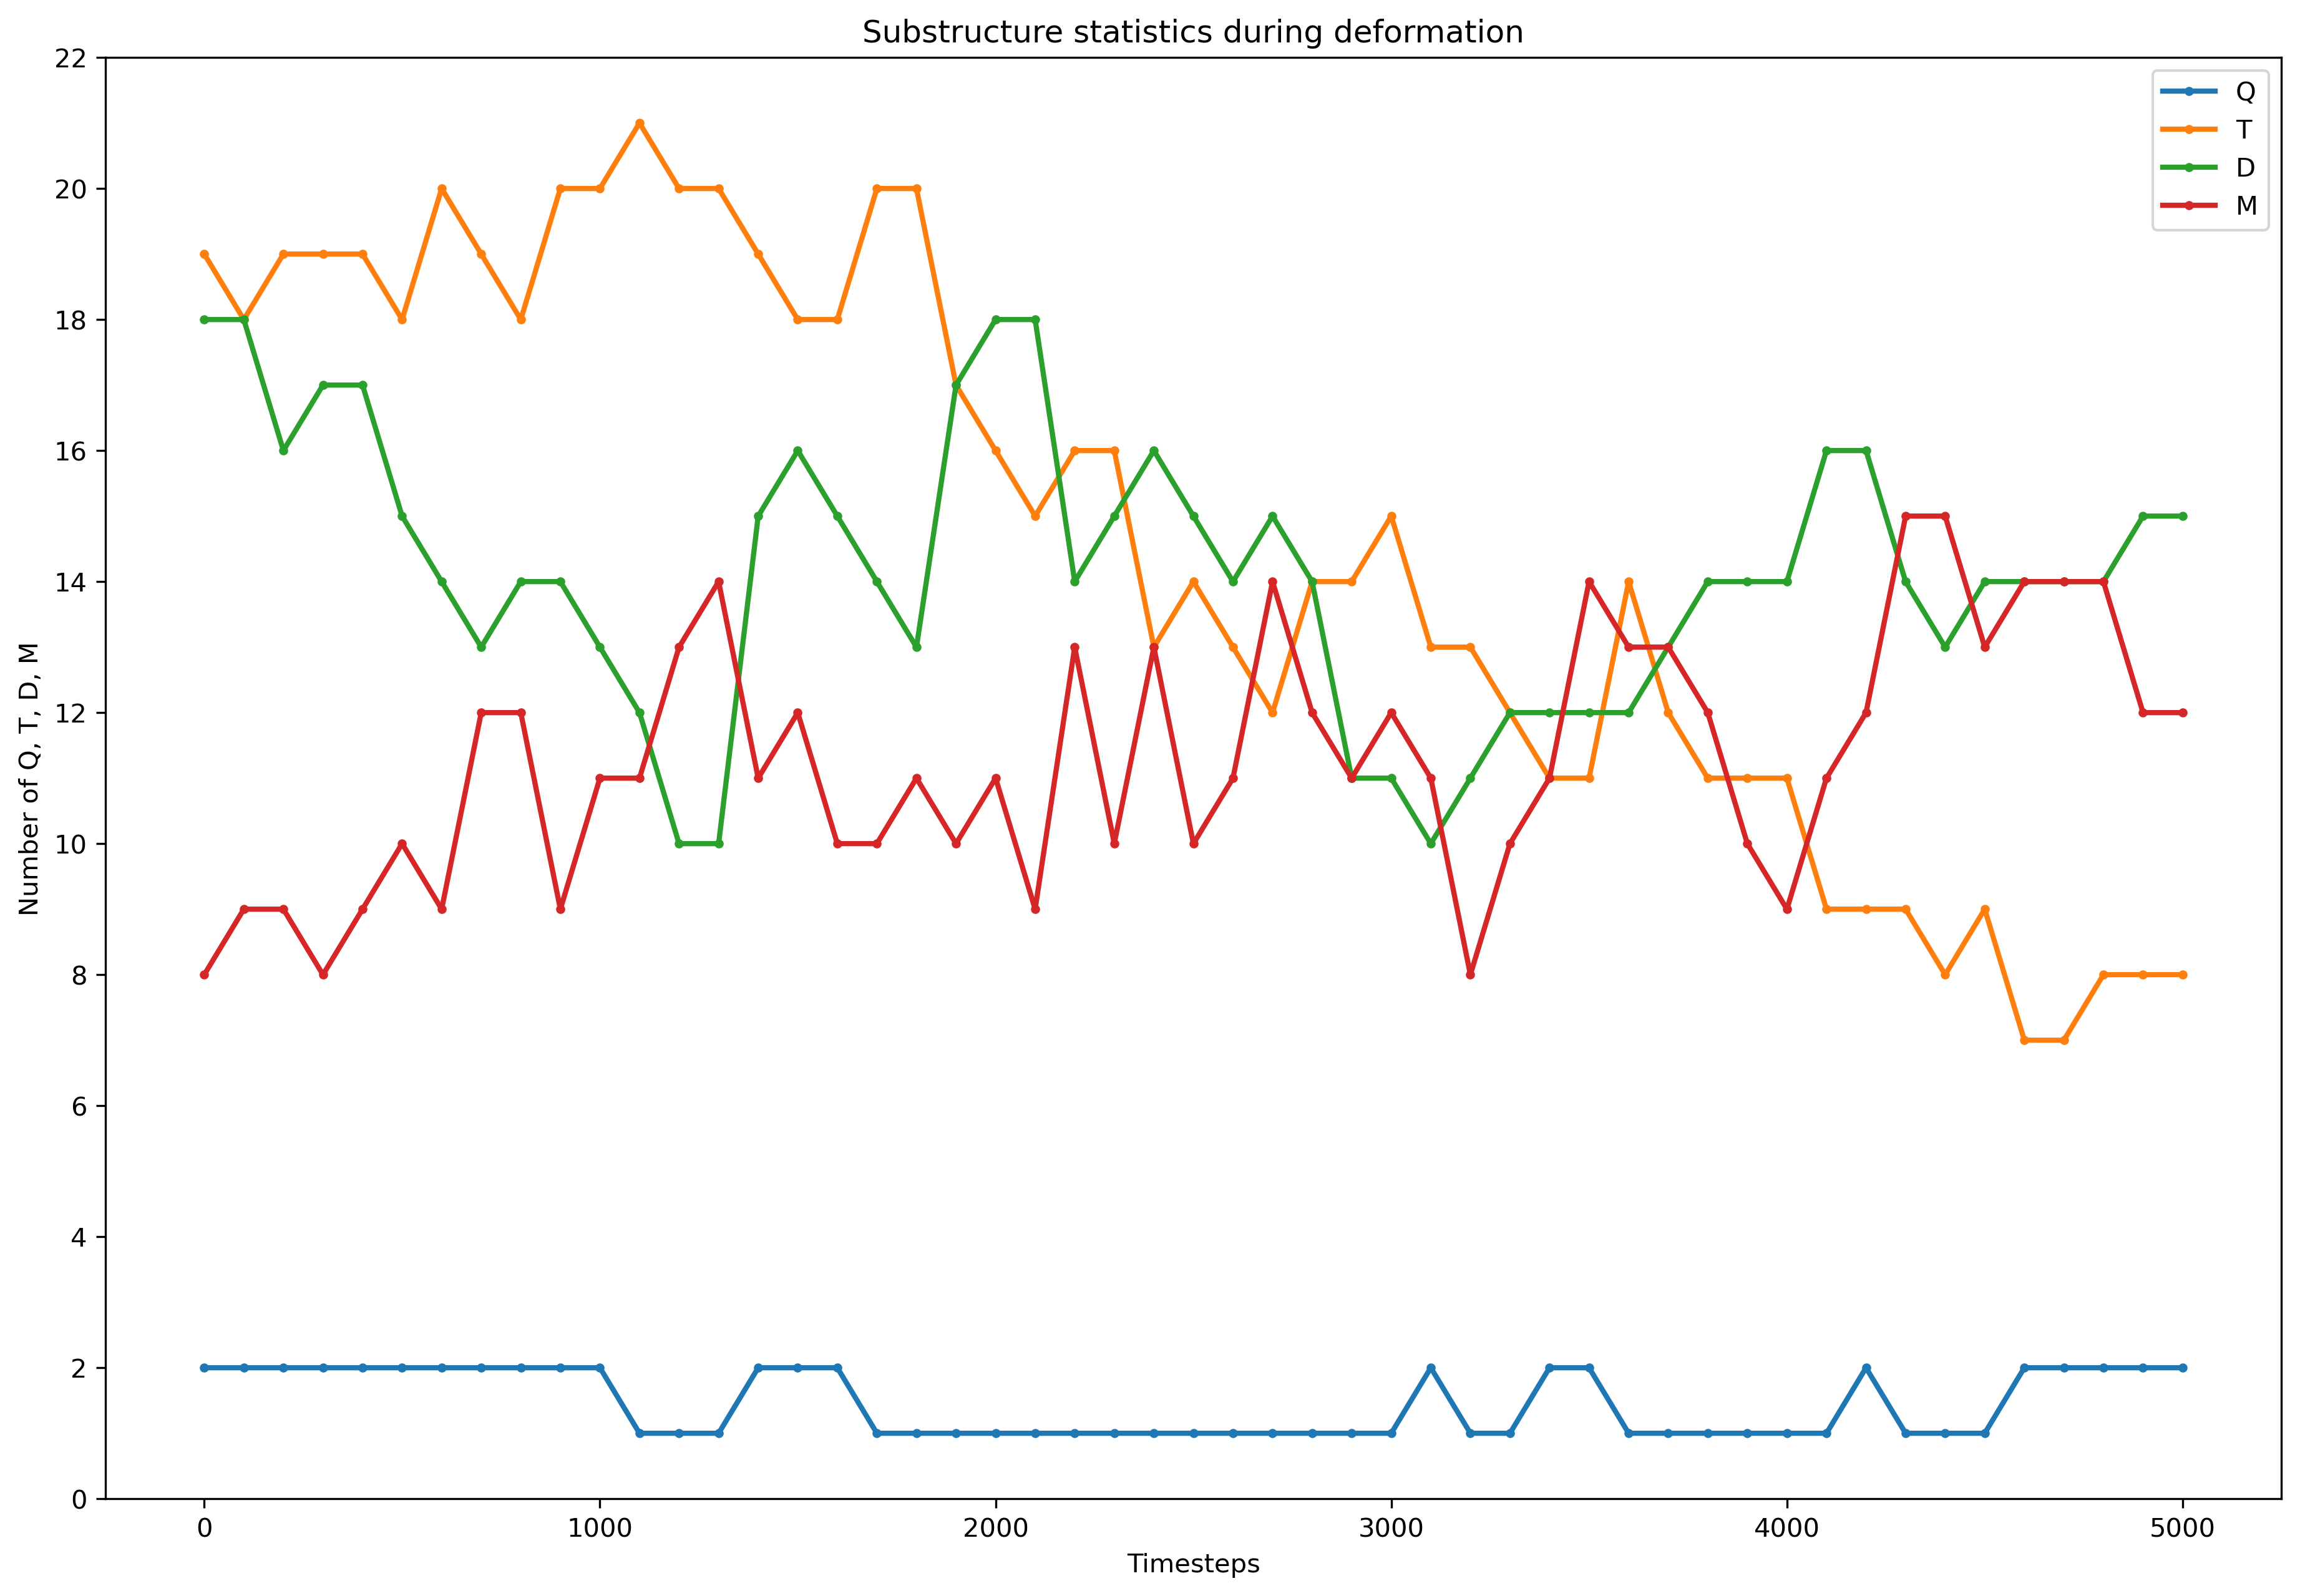 Substructure statistics during deformation
22
20
18
16
14
12
10
8
6
4
2
0
Number of Q, T, D, M
Q
T
D
M
0 1000 2000 3000 4000 5000
Timesteps